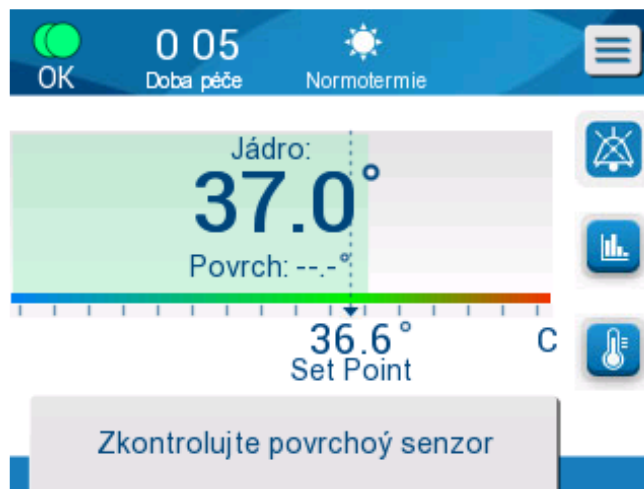 0 05
OK
Doba péče
Normotermie
Jádro:
37.0°
Povrch: --.-°
36.6°
C
Set Point
Zkontrolujte povrchoý senzor